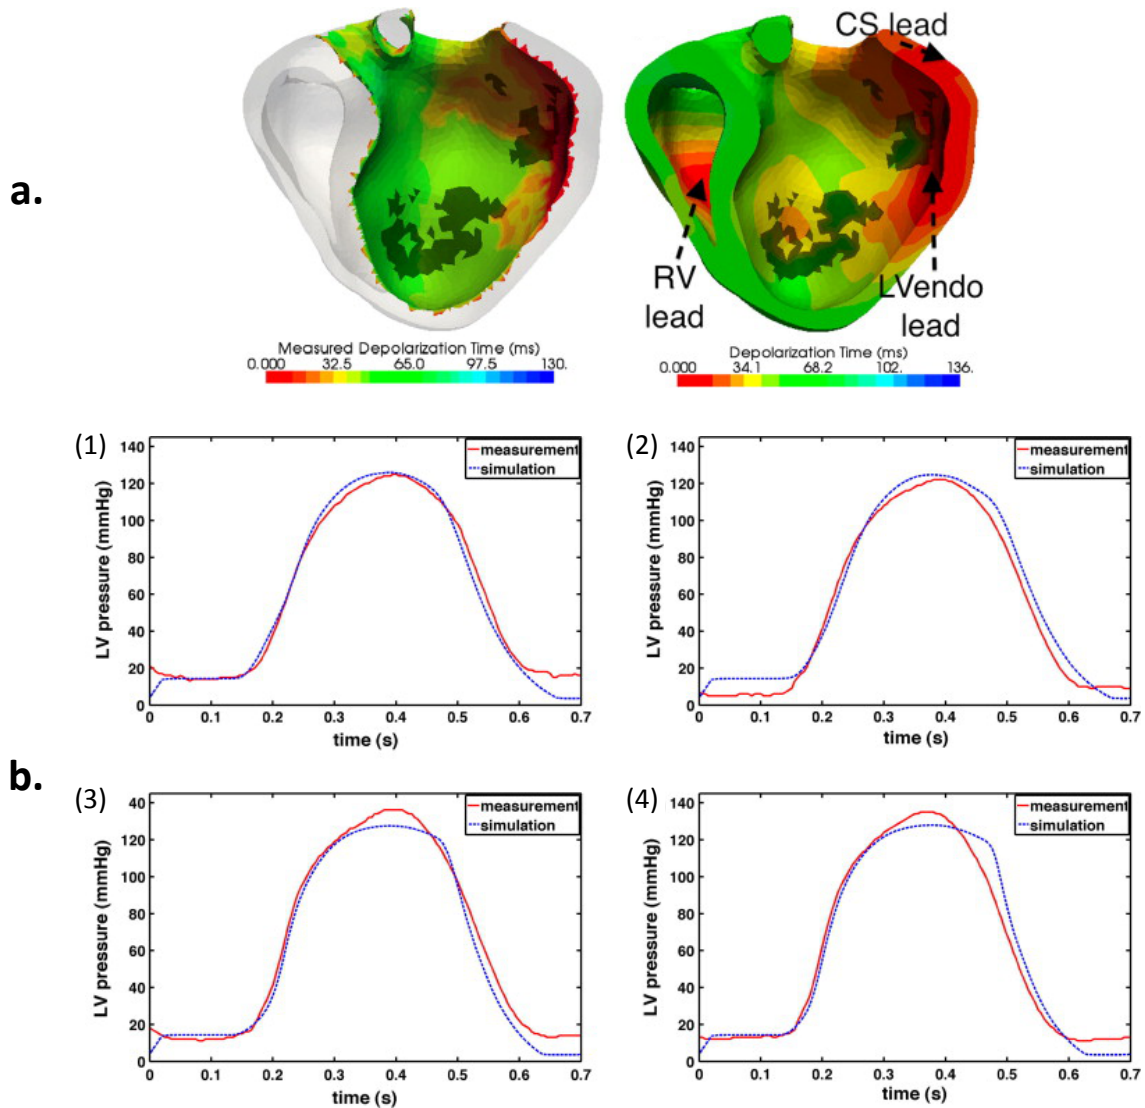 a.
CS lead
RV
lead
LVendo
lead
Measured Depolarization Time (ms)
0.000 32.5 65.0 97.5 130.
Depolarization Time (ms)
0.000 34.1 68.2 102. 136.
b.
(1)
measurement
simulation
LV pressure (mmHg)
140
120
100
80
60
40
20
0
0 0.1 0.2 0.3 0.4 0.5 0.6 0.7
time (s)
(2)
measurement
simulation
LV pressure (mmHg)
140
120
100
80
60
40
20
0
0 0.1 0.2 0.3 0.4 0.5 0.6 0.7
time (s)
(3)
measurement
simulation
LV pressure (mmHg)
40
120
100
80
60
40
20
0
0 0.1 0.2 0.3 0.4 0.5 0.6 0.7
time (s)
(4)
measurement
simulation
LV pressure (mmHg)
140
120
100
80
60
40
20
0
0 0.1 0.2 0.3 0.4 0.5 0.6 0.7
time (s)